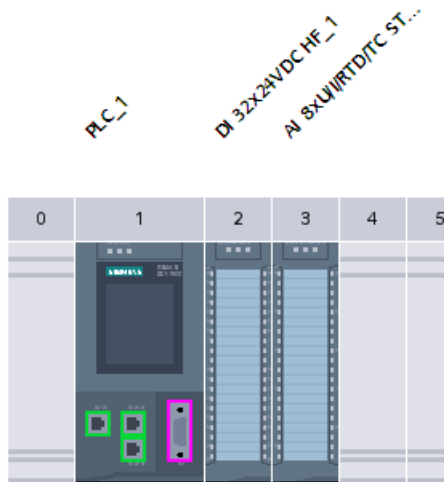 PLC_1
DI 32x24VDC HF_1
AI 8xU/I/RTD/TC ST...
0 1 2 3 4 5
SIEMENS